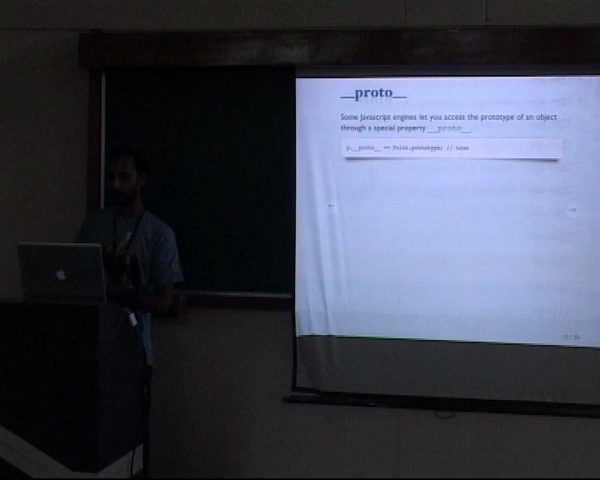 __proto__
Some Javascript engines let you access the prototype of an object
through a special property __proto__.
p.__proto__ == Point.prototype; // true